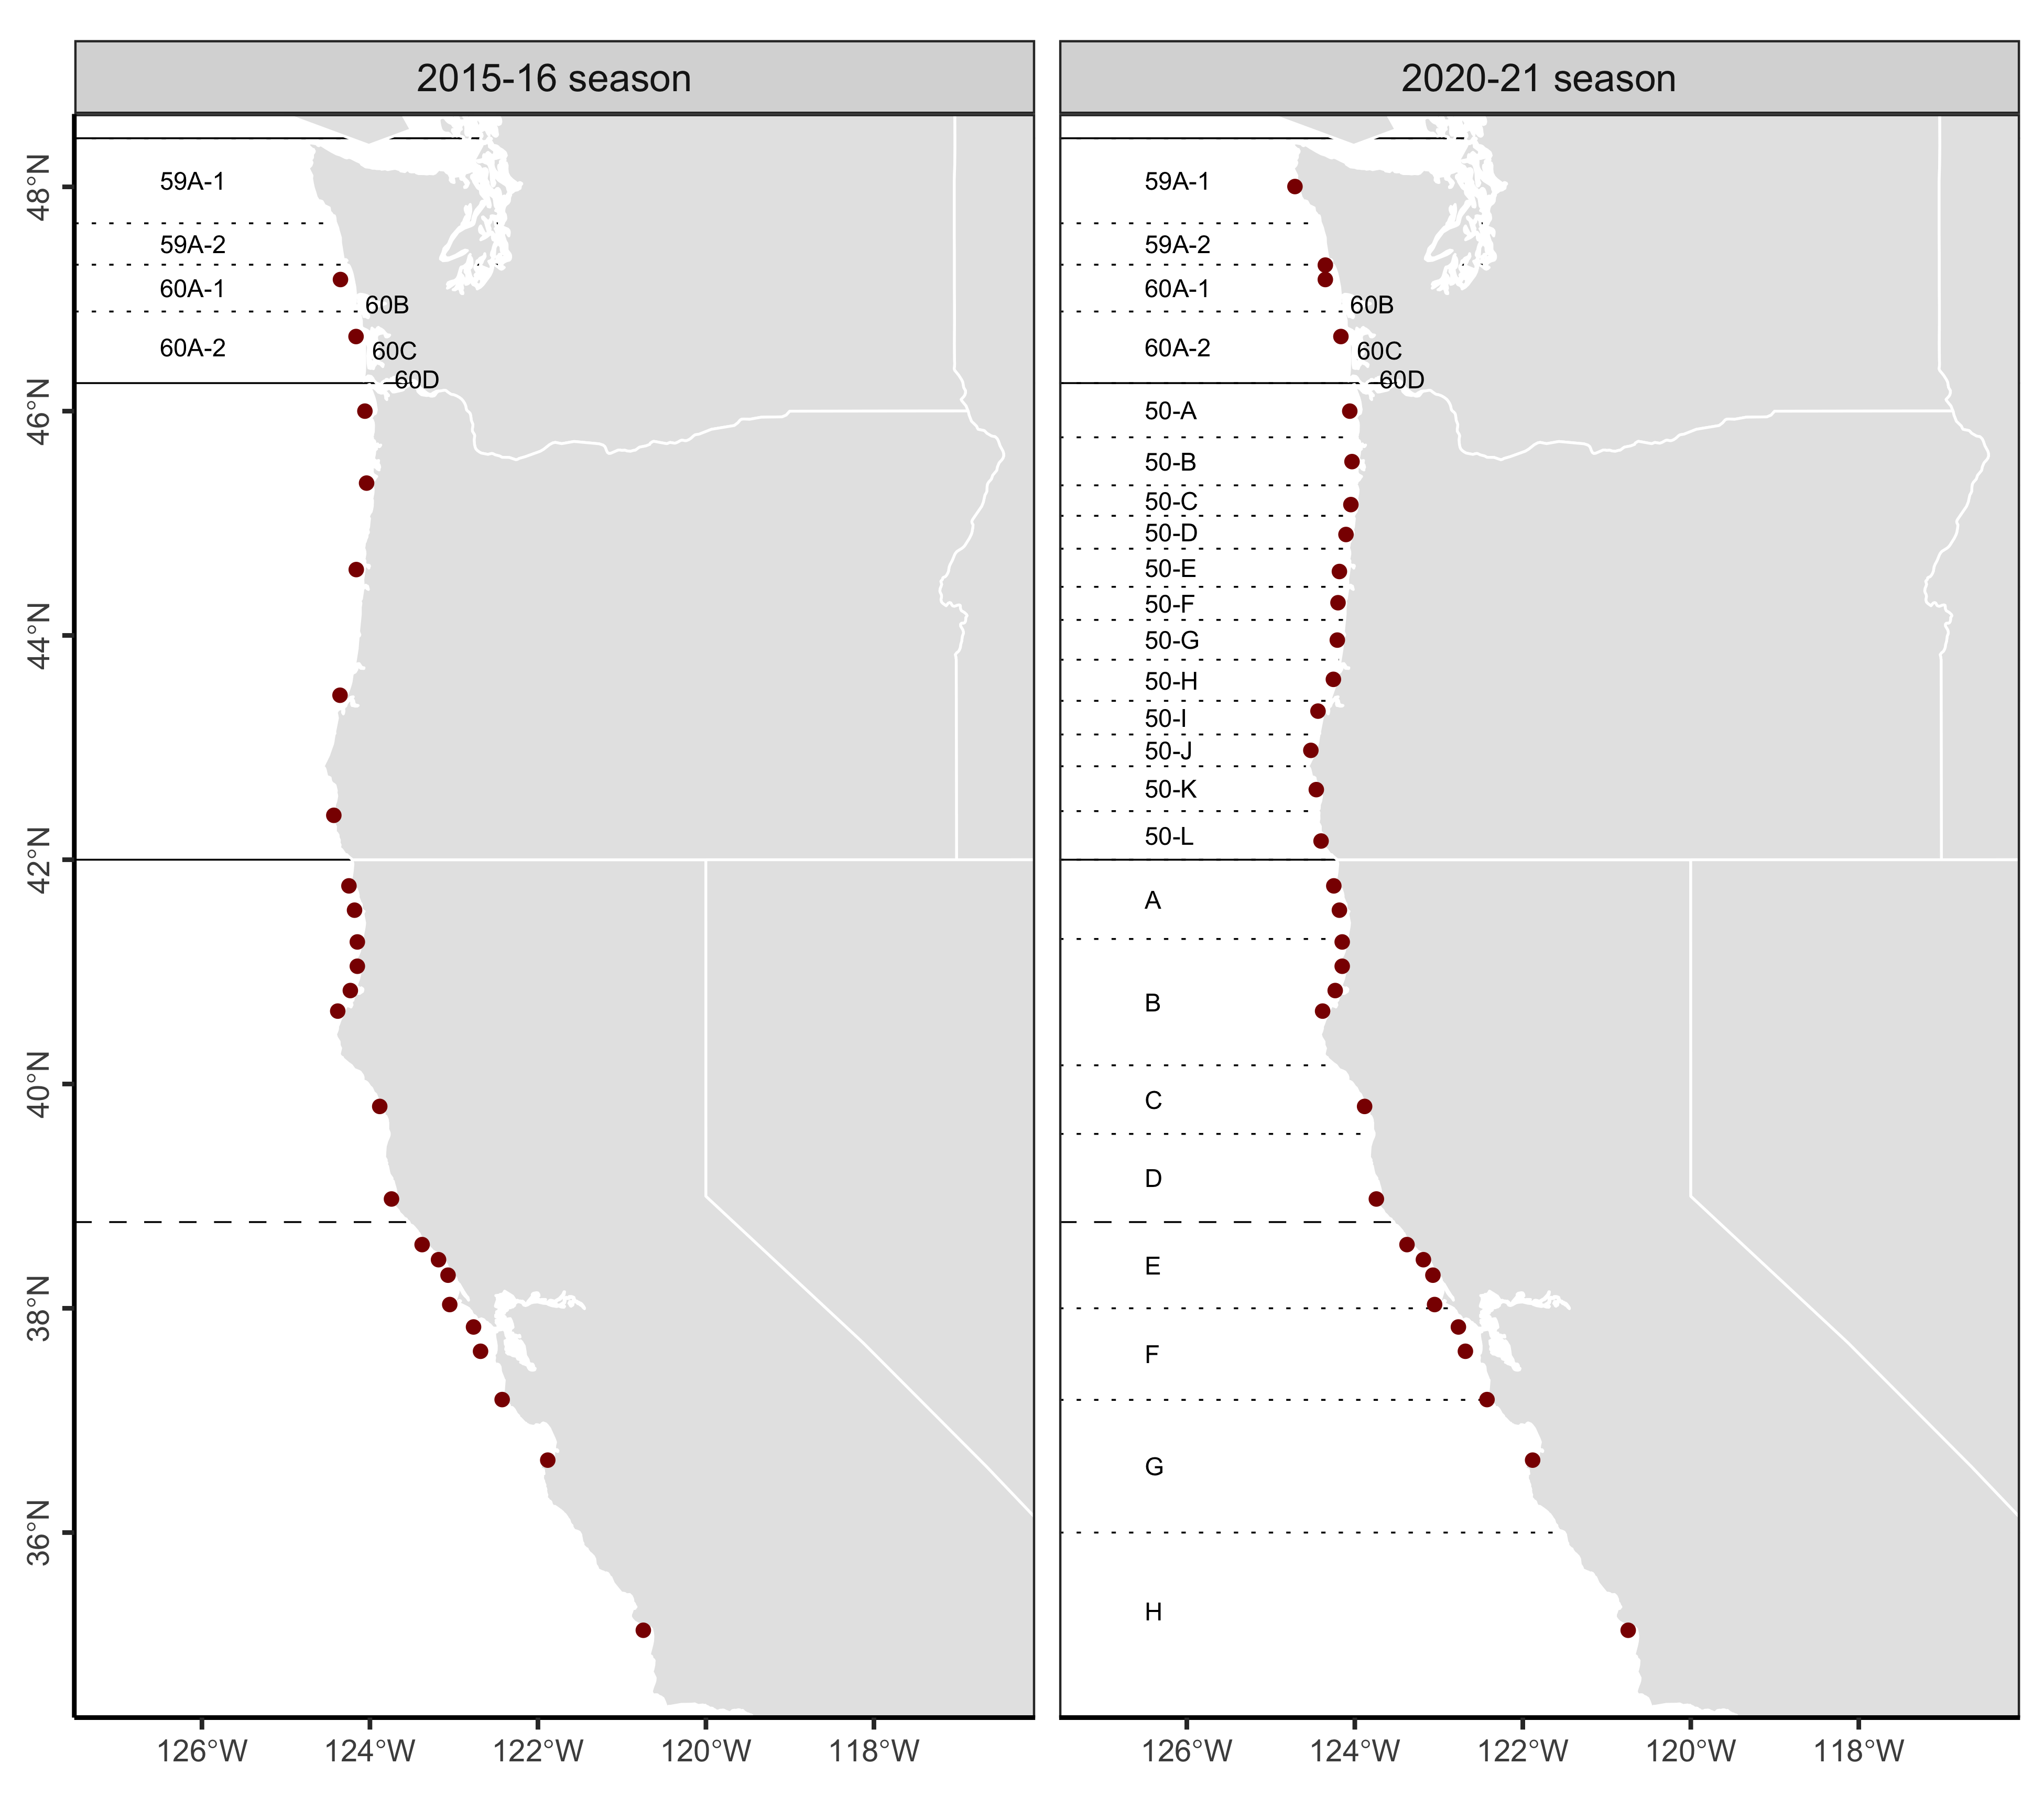 2015-16 season
2020-21 season
48°N
46°N
44°N
42°N
40°N
38°N
36°N
59A-1
59A-2
60A-1
60B
60A-2
60C
60D
126°W
124°W
122°W
120°W
118°W
59A-1
59A-2
60A-1
60B
60A-2
60C
60D
50-A
50-B
50-C
50-D
50-E
50-F
50-G
50-H
50-I
50-J
50-K
50-L
A
B
C
D
E
F
G
H
126°W
124°W
122°W
120°W
118°W